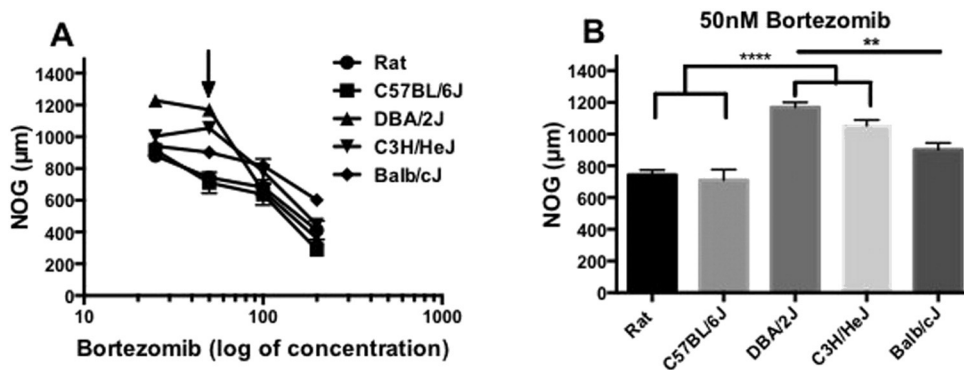 A
NOG (µm)
1400
1200
1000
800
600
400
200
0
10
100
1000
Bortezomib (log of concentration)
Rat
C57BL/6J
DBA/2J
C3H/HeJ
Balb/cJ
B
50nM Bortezomib
****
**
NOG (µm)
1400
1200
1000
800
600
400
200
0
Rat
C57BL/6J
DBA/2J
C3H/HeJ
Balb/cJ